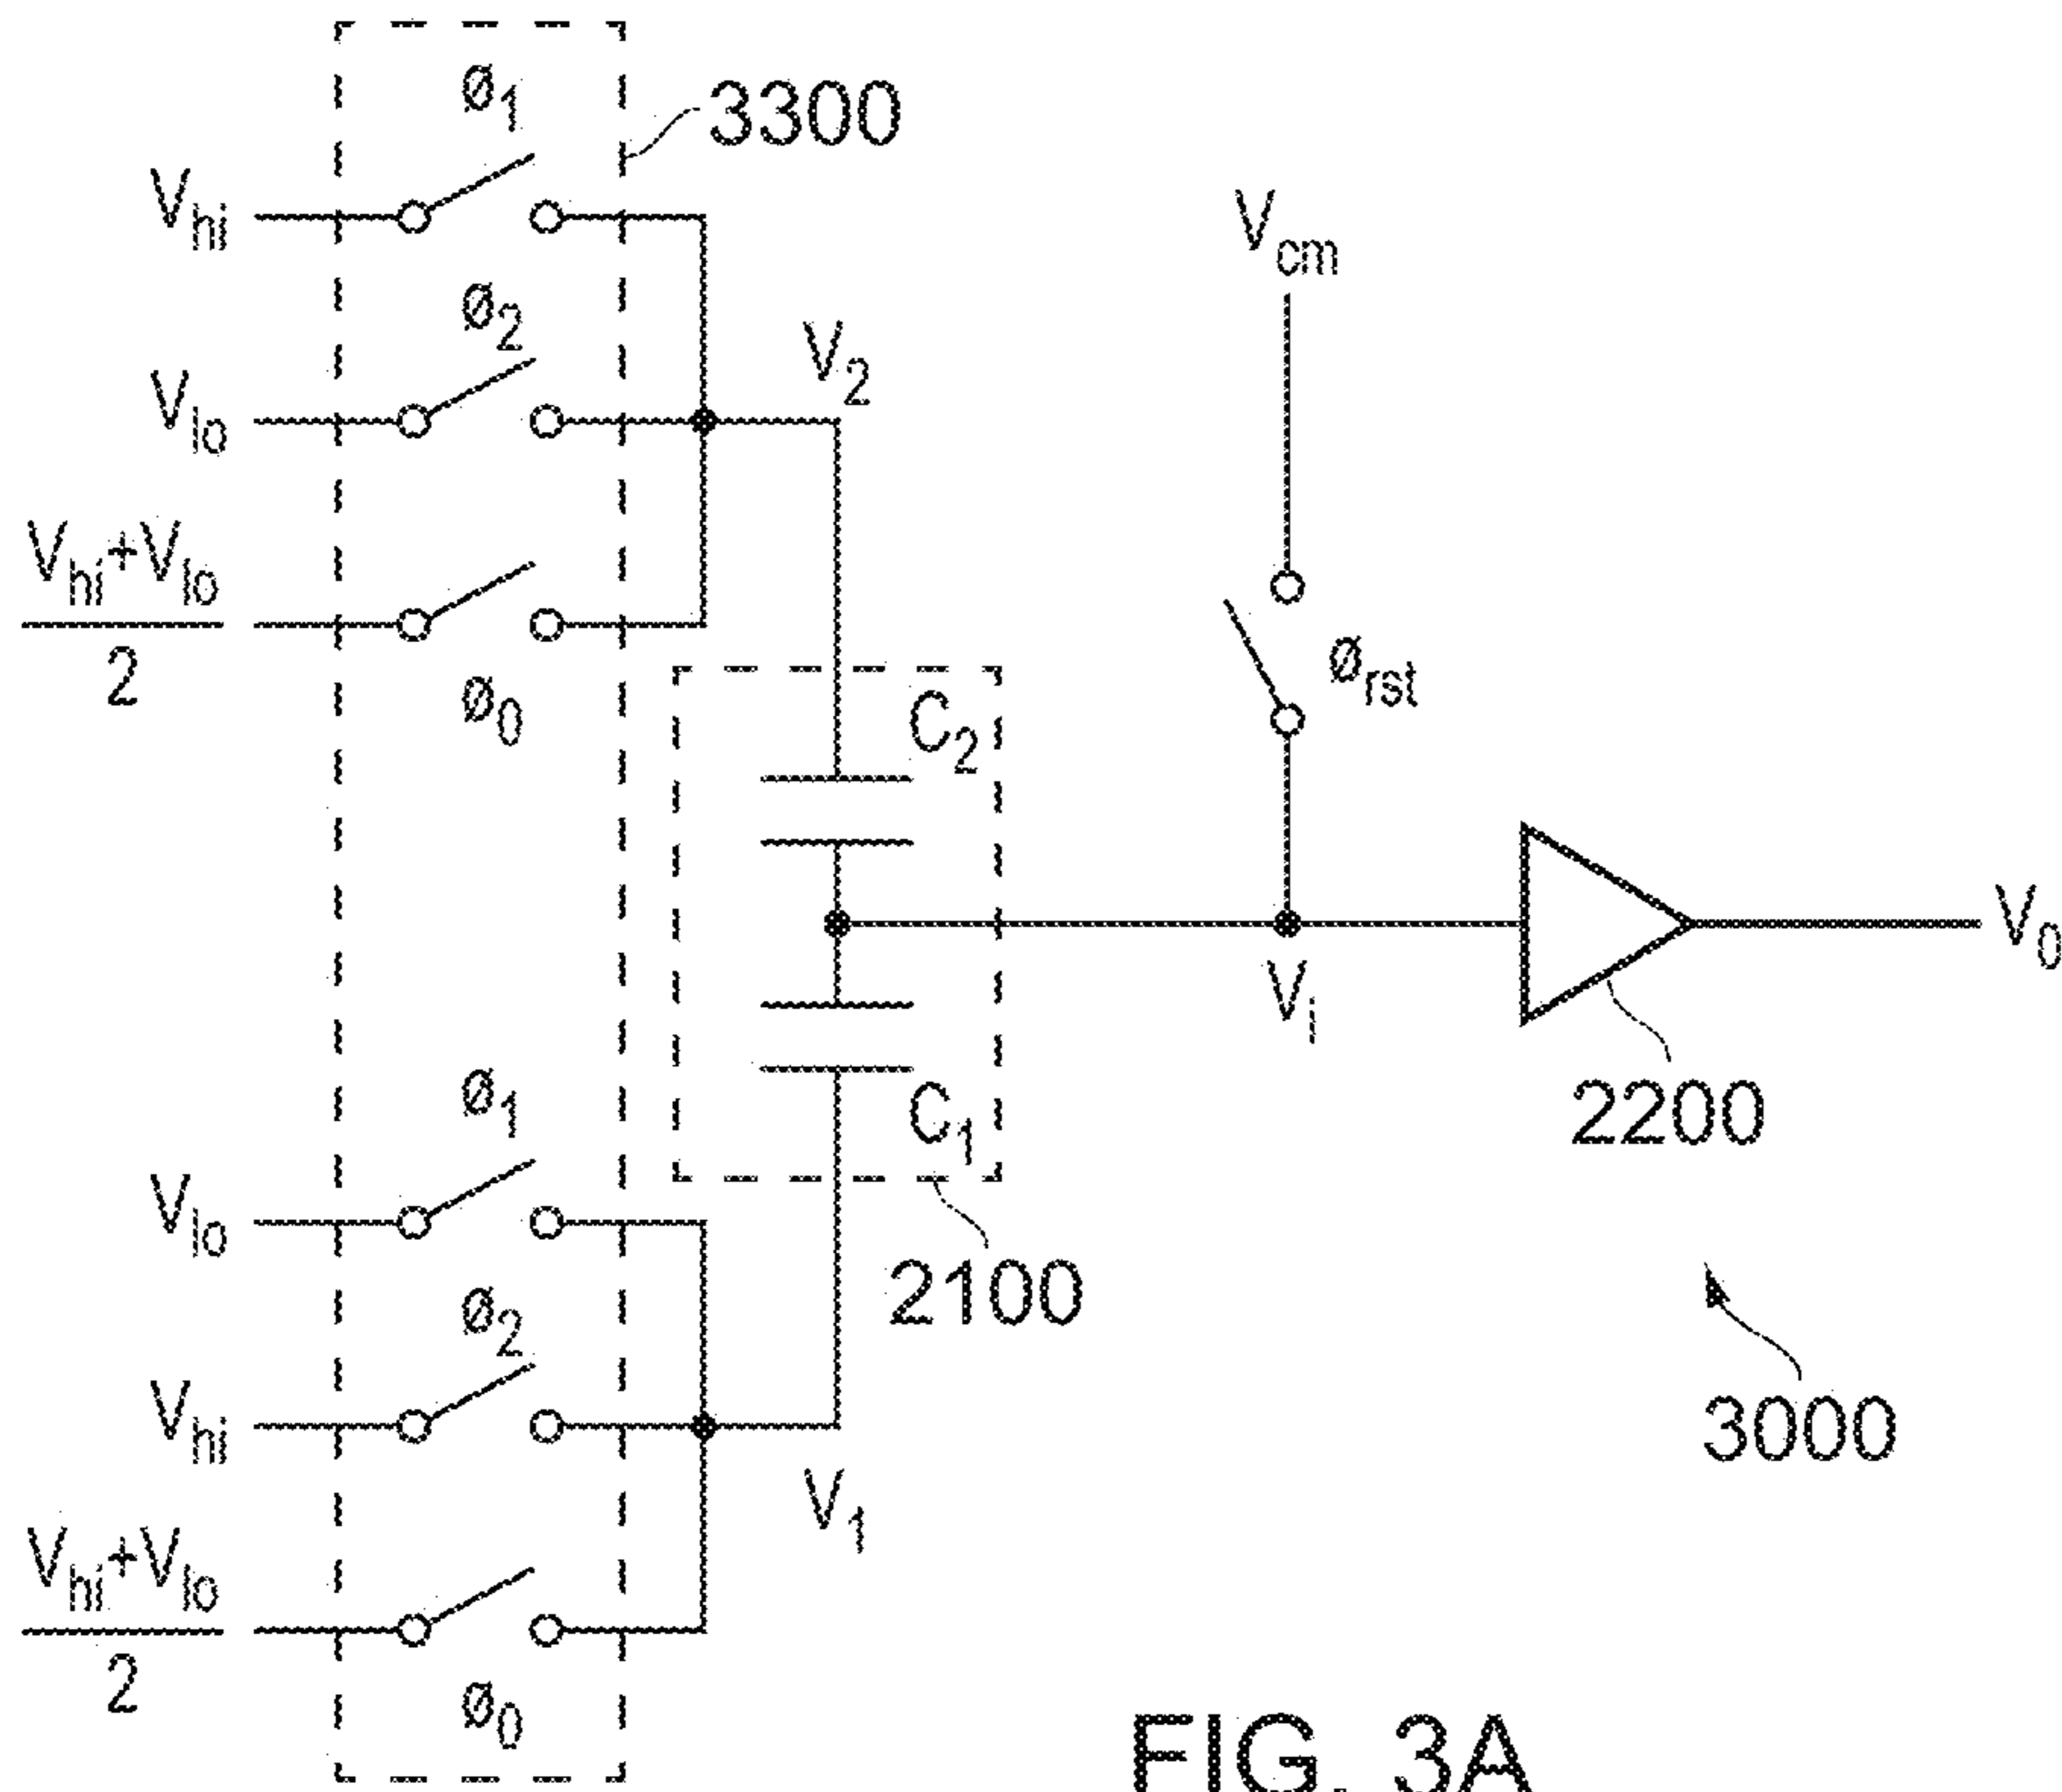 ø1
3300
Vhi
ø2
Vlo
V2
Vhi+Vlo
2
ø0
Vcm
ørst
C2
Vi
V0
2200
C1
2100
ø1
Vlo
ø2
Vhi
V1
Vhi+Vlo
2
ø0
3000
FIG. 3A